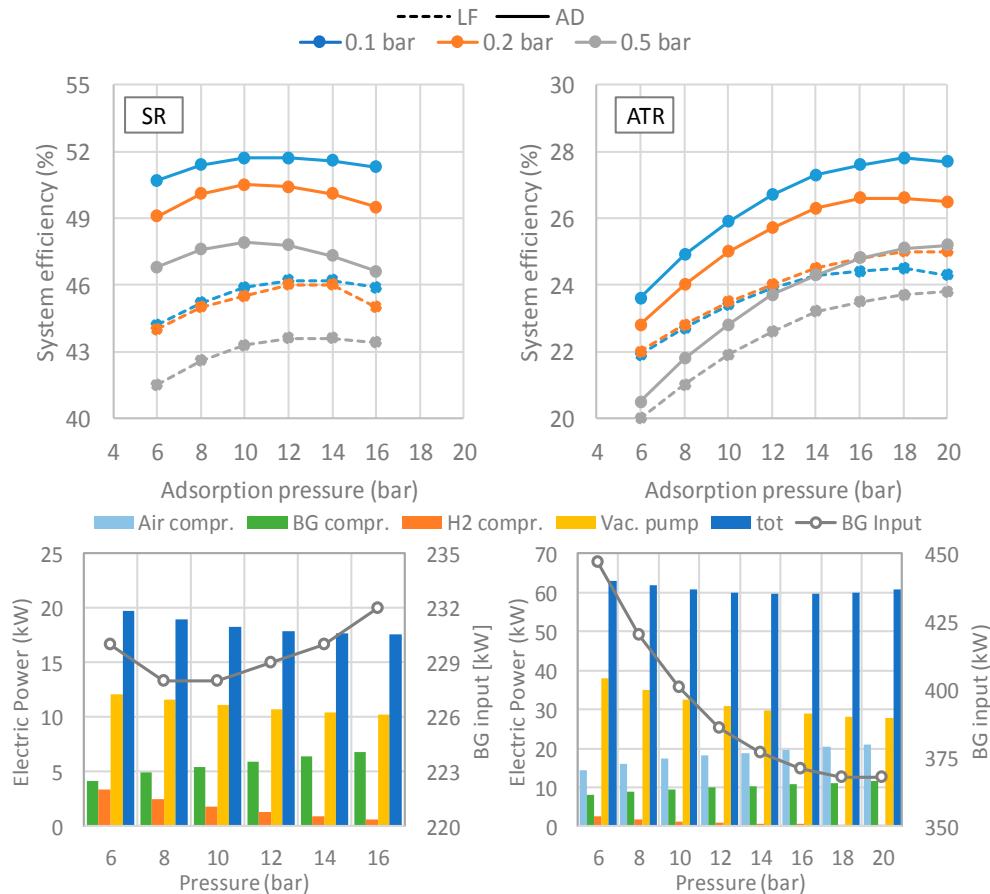 LF AD
0.1 bar 0.2 bar 0.5 bar
SR
System efficiency (%)
55
52
49
46
43
40
4 6 8 10 12 14 16 18 20
Adsorption pressure (bar)
ATR
System efficiency (%)
30
28
26
24
22
20
4 6 8 10 12 14 16 18 20
Adsorption pressure (bar)
Air compr. BG compr. H2 compr. Vac. pump tot BG Input
Electric Power (kW)
25
20
15
10
5
0
235
232
229
226
223
220
BG input [kW]
6 8 10 12 14 16
Pressure (bar)
Electric Power (kW)
70
60
50
40
30
20
10
0
450
425
400
375
350
BG input (kW)
6 8 10 12 14 16 18 20
Pressure (bar)